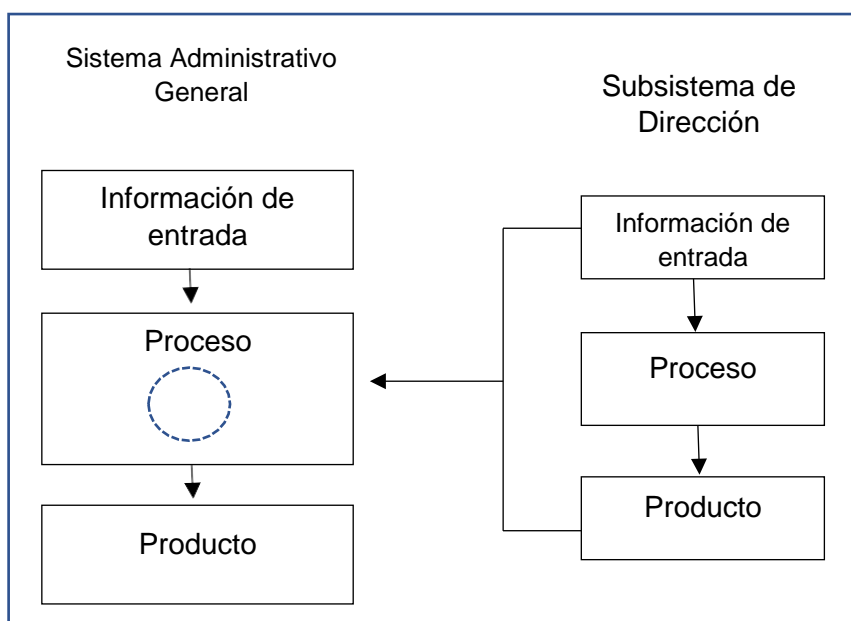 Sistema Administrativo
General
Información de
entrada
Proceso
Producto
Subsistema de
Dirección
Información de
entrada
Proceso
Producto